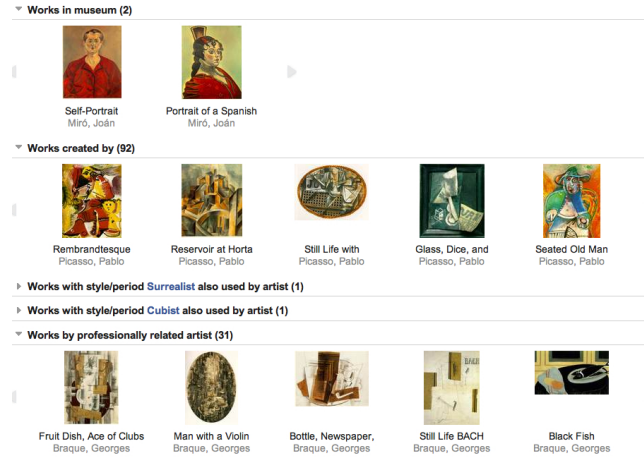 Works in museum (2)
Self-Portrait
Miró, Joán
Portrait of a Spanish
Miró, Joán
Works created by (92)
Rembrandtesque
Picasso, Pablo
Reservoir at Horta
Picasso, Pablo
Still Life with
Picasso, Pablo
Glass, Dice, and
Picasso, Pablo
Seated Old Man
Picasso, Pablo
Works with style/period Surrealist also used by artist (1)
Works with style/period Cubist also used by artist (1)
Works by professionally related artist (31)
Fruit Dish, Ace of Clubs
Braque, Georges
Man with a Violin
Braque, Georges
Bottle, Newspaper,
Braque, Georges
BACH
Still Life BACH
Braque, Georges
Black Fish
Braque, Georges